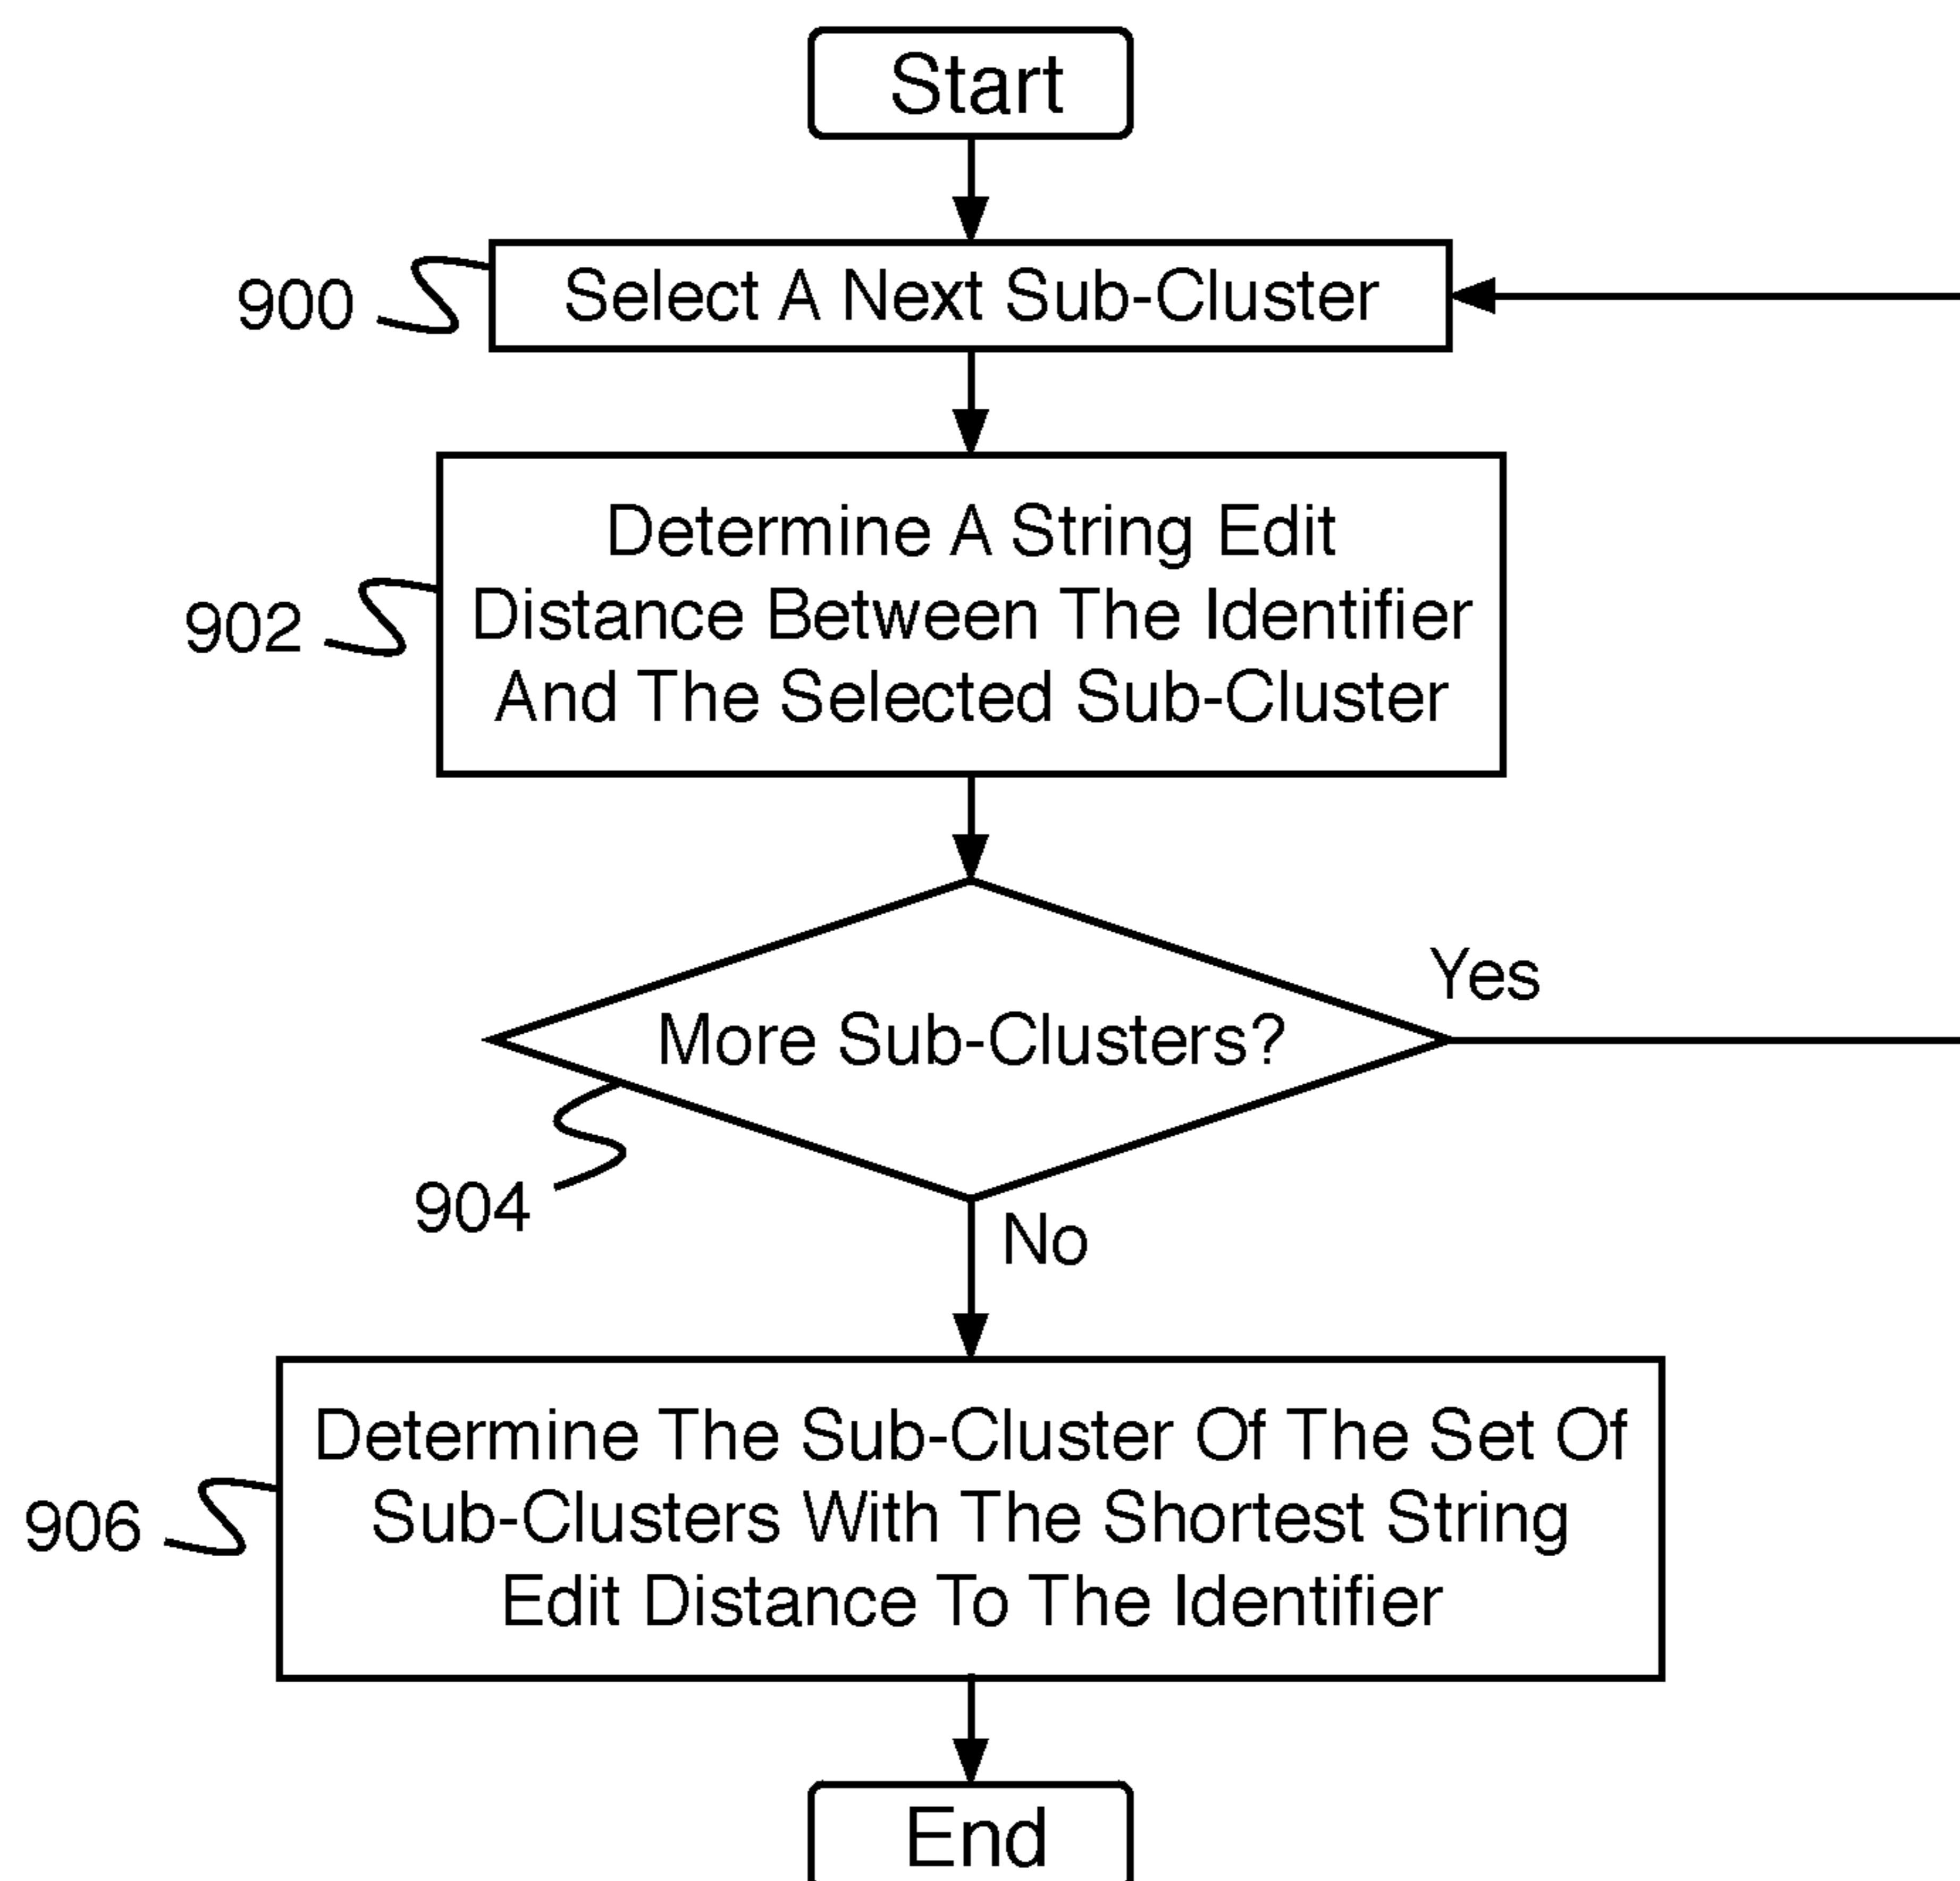 Start
900
Select A Next Sub-Cluster
902
Determine A String Edit
Distance Between The Identifier
And The Selected Sub-Cluster
More Sub-Clusters?
Yes
904
No
906
Determine The Sub-Cluster Of The Set Of
Sub-Clusters With The Shortest String
Edit Distance To The Identifier
End